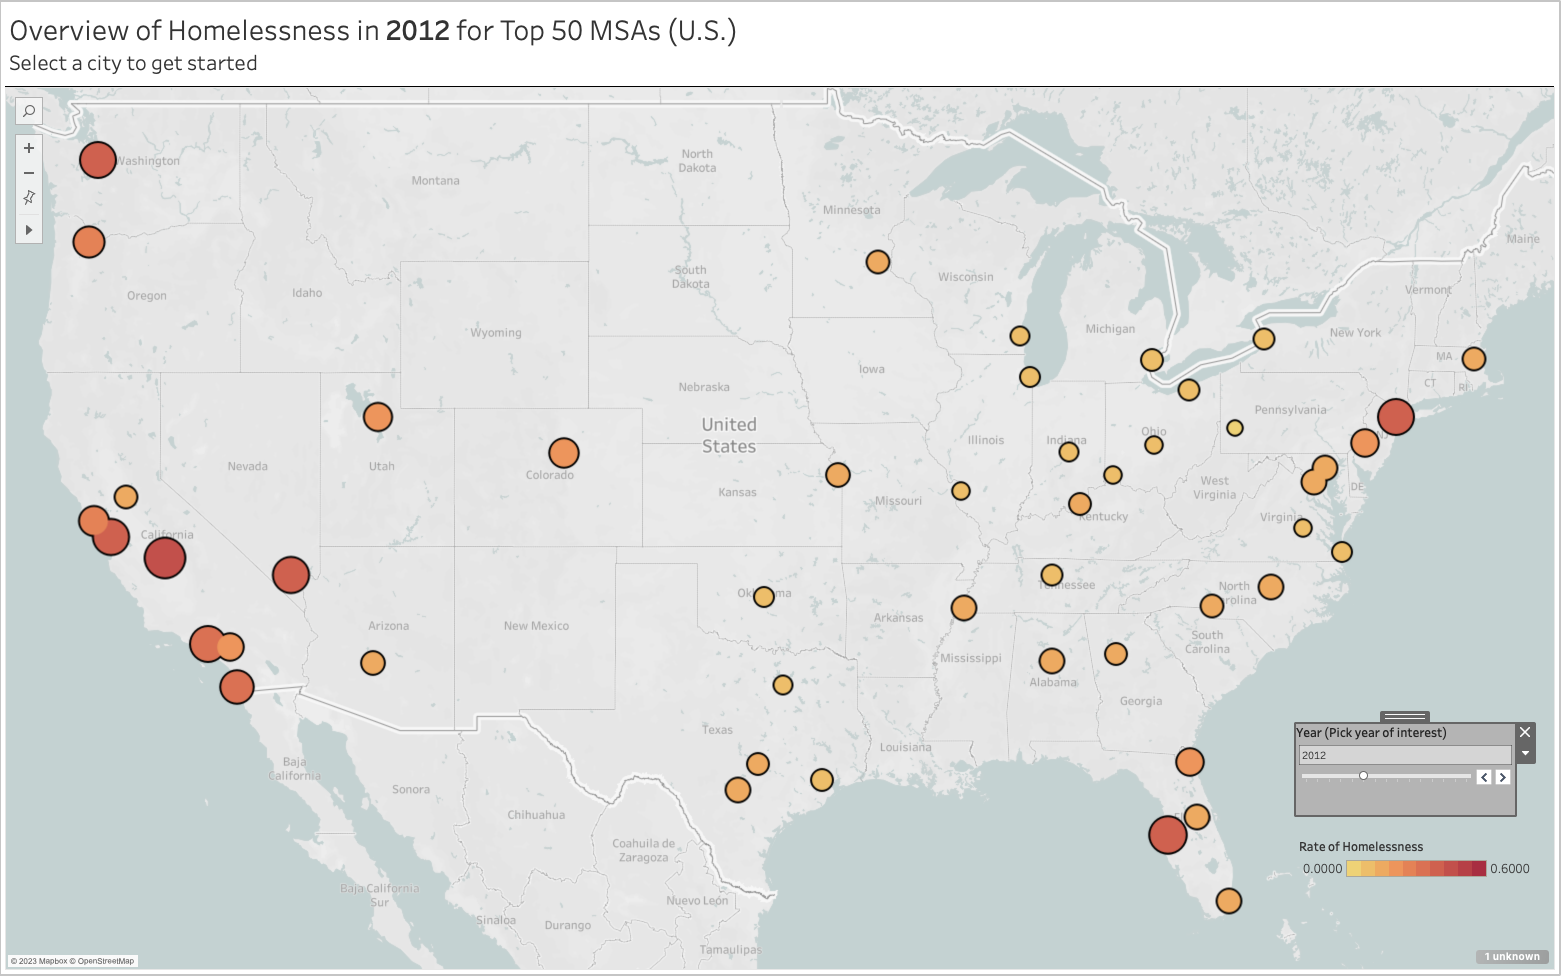 Overview of Homelessness in 2012 for Top 50 MSAs (U.S.)
Select a city to get started
Washington
Montana
North
Dakota
Minnesota
Maine
Oregon
Idaho
South
Dakota
Wisconsin
Vermont
Wyoming
Michigan
New York
MA
Iowa
Nebraska
CT
RI
Pennsylvania
United
States
Nevada
Utah
Colorado
Illinois
Indiana
Ohio
NJ
Kansas
Missouri
West
Virginia
DE
California
Kentucky
Virginia
Oklahoma
Tennessee
North
Carolina
Arizona
New Mexico
Arkansas
South
Carolina
Mississippi
Alabama
Georgia
Texas
Louisiana
Baja
California
Sonora
Chihuahua
Coahuila de
Zaragoza
Baja California
Sur
Nuevo León
Sinaloa
Durango
Tamaulipas
Year (Pick year of interest)
2012
Rate of Homelessness
0.0000 0.6000
© 2023 Mapbox © OpenStreetMap
1 unknown